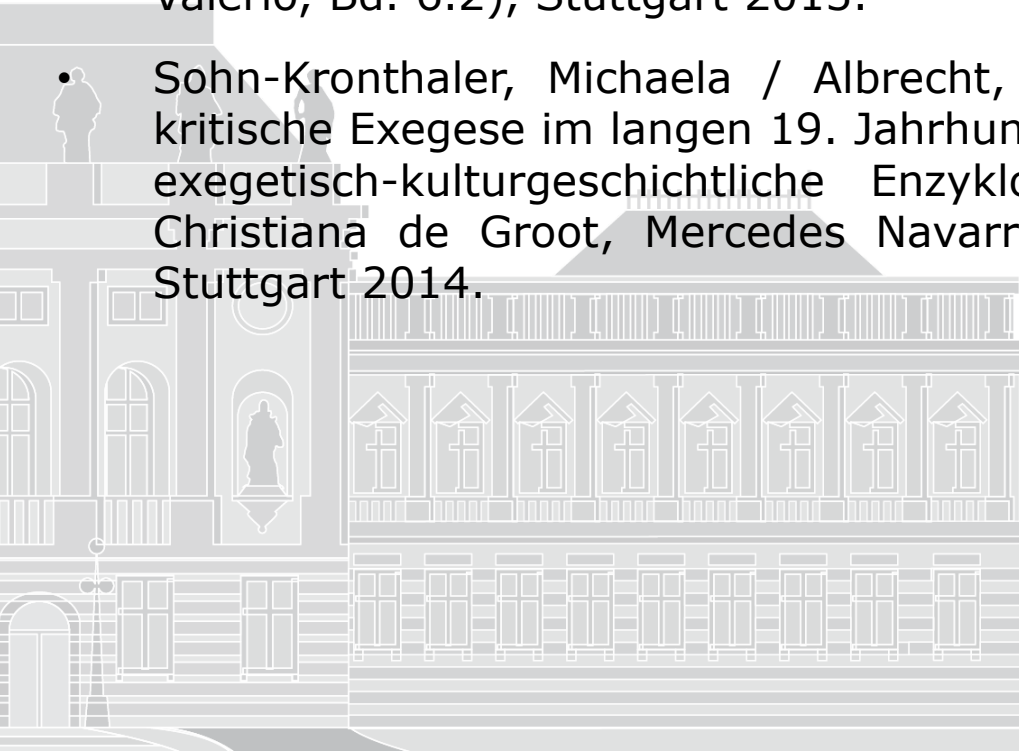 Valerio, Bd. 6.2), Stuttgart 2015.
• Sohn-Kronthaler, Michaela / Albrecht,
kritische Exegese im langen 19. Jahrhun
exegetisch-kulturgeschichtliche Enzyklo
Christiana de Groot, Mercedes Navarr
Stuttgart 2014.